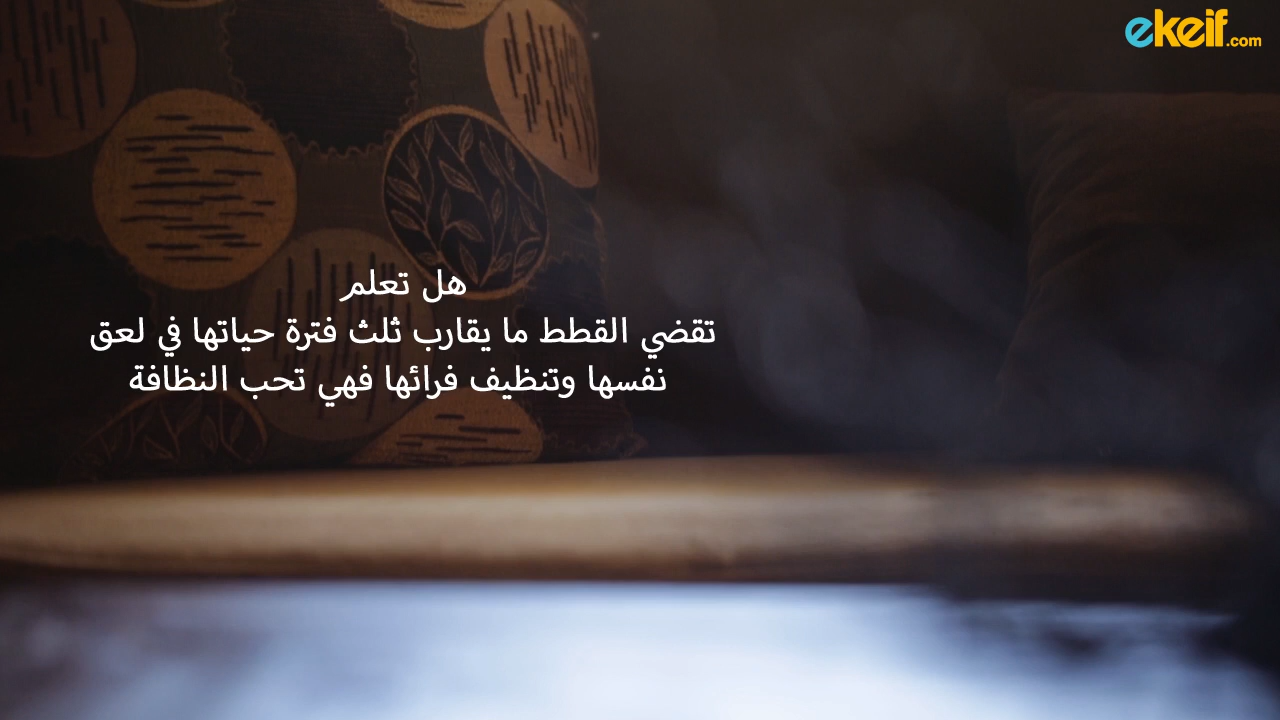 ekeif.com
هل تعلم
تقضي القطط ما يقارب ثلث فترة حياتها في لعق
نفسها وتنظيف فرائها فهي تحب النظافة